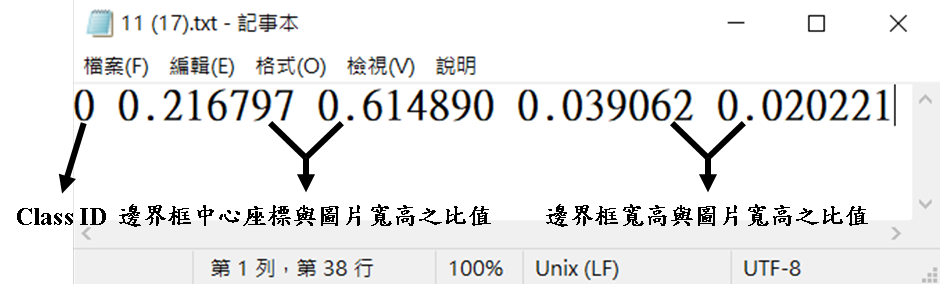 11 (17).txt - 記事本
檔案(F) 編輯(E) 格式(O) 檢視(V) 說明
0 0.216797 0.614890 0.039062 0.020221
Class ID 邊界框中心座標與圖片寬高之比值 邊界框寬高與圖片寬高之比值
第 1 列，第 38 行 100% Unix (LF) UTF-8